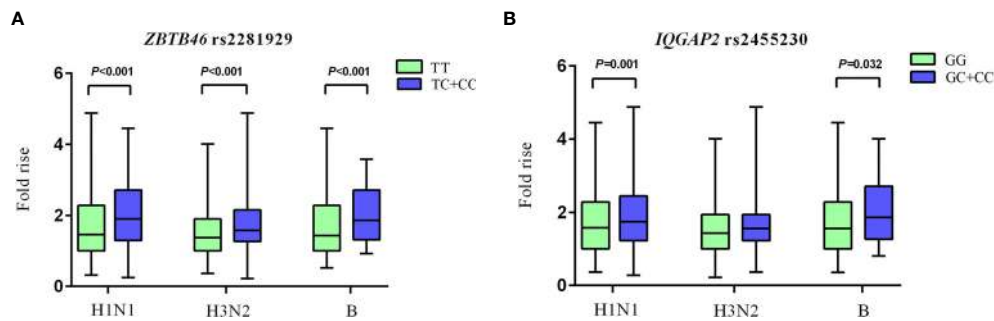 A
ZBTB46 rs2281929
P<0.001
P<0.001
P<0.001
TT
TC+CC
Fold rise
6
4
2
0
H1N1
H3N2
B
B
IQGAP2 rs2455230
P=0.001
P=0.032
GG
GC+CC
Fold rise
6
4
2
0
H1N1
H3N2
B